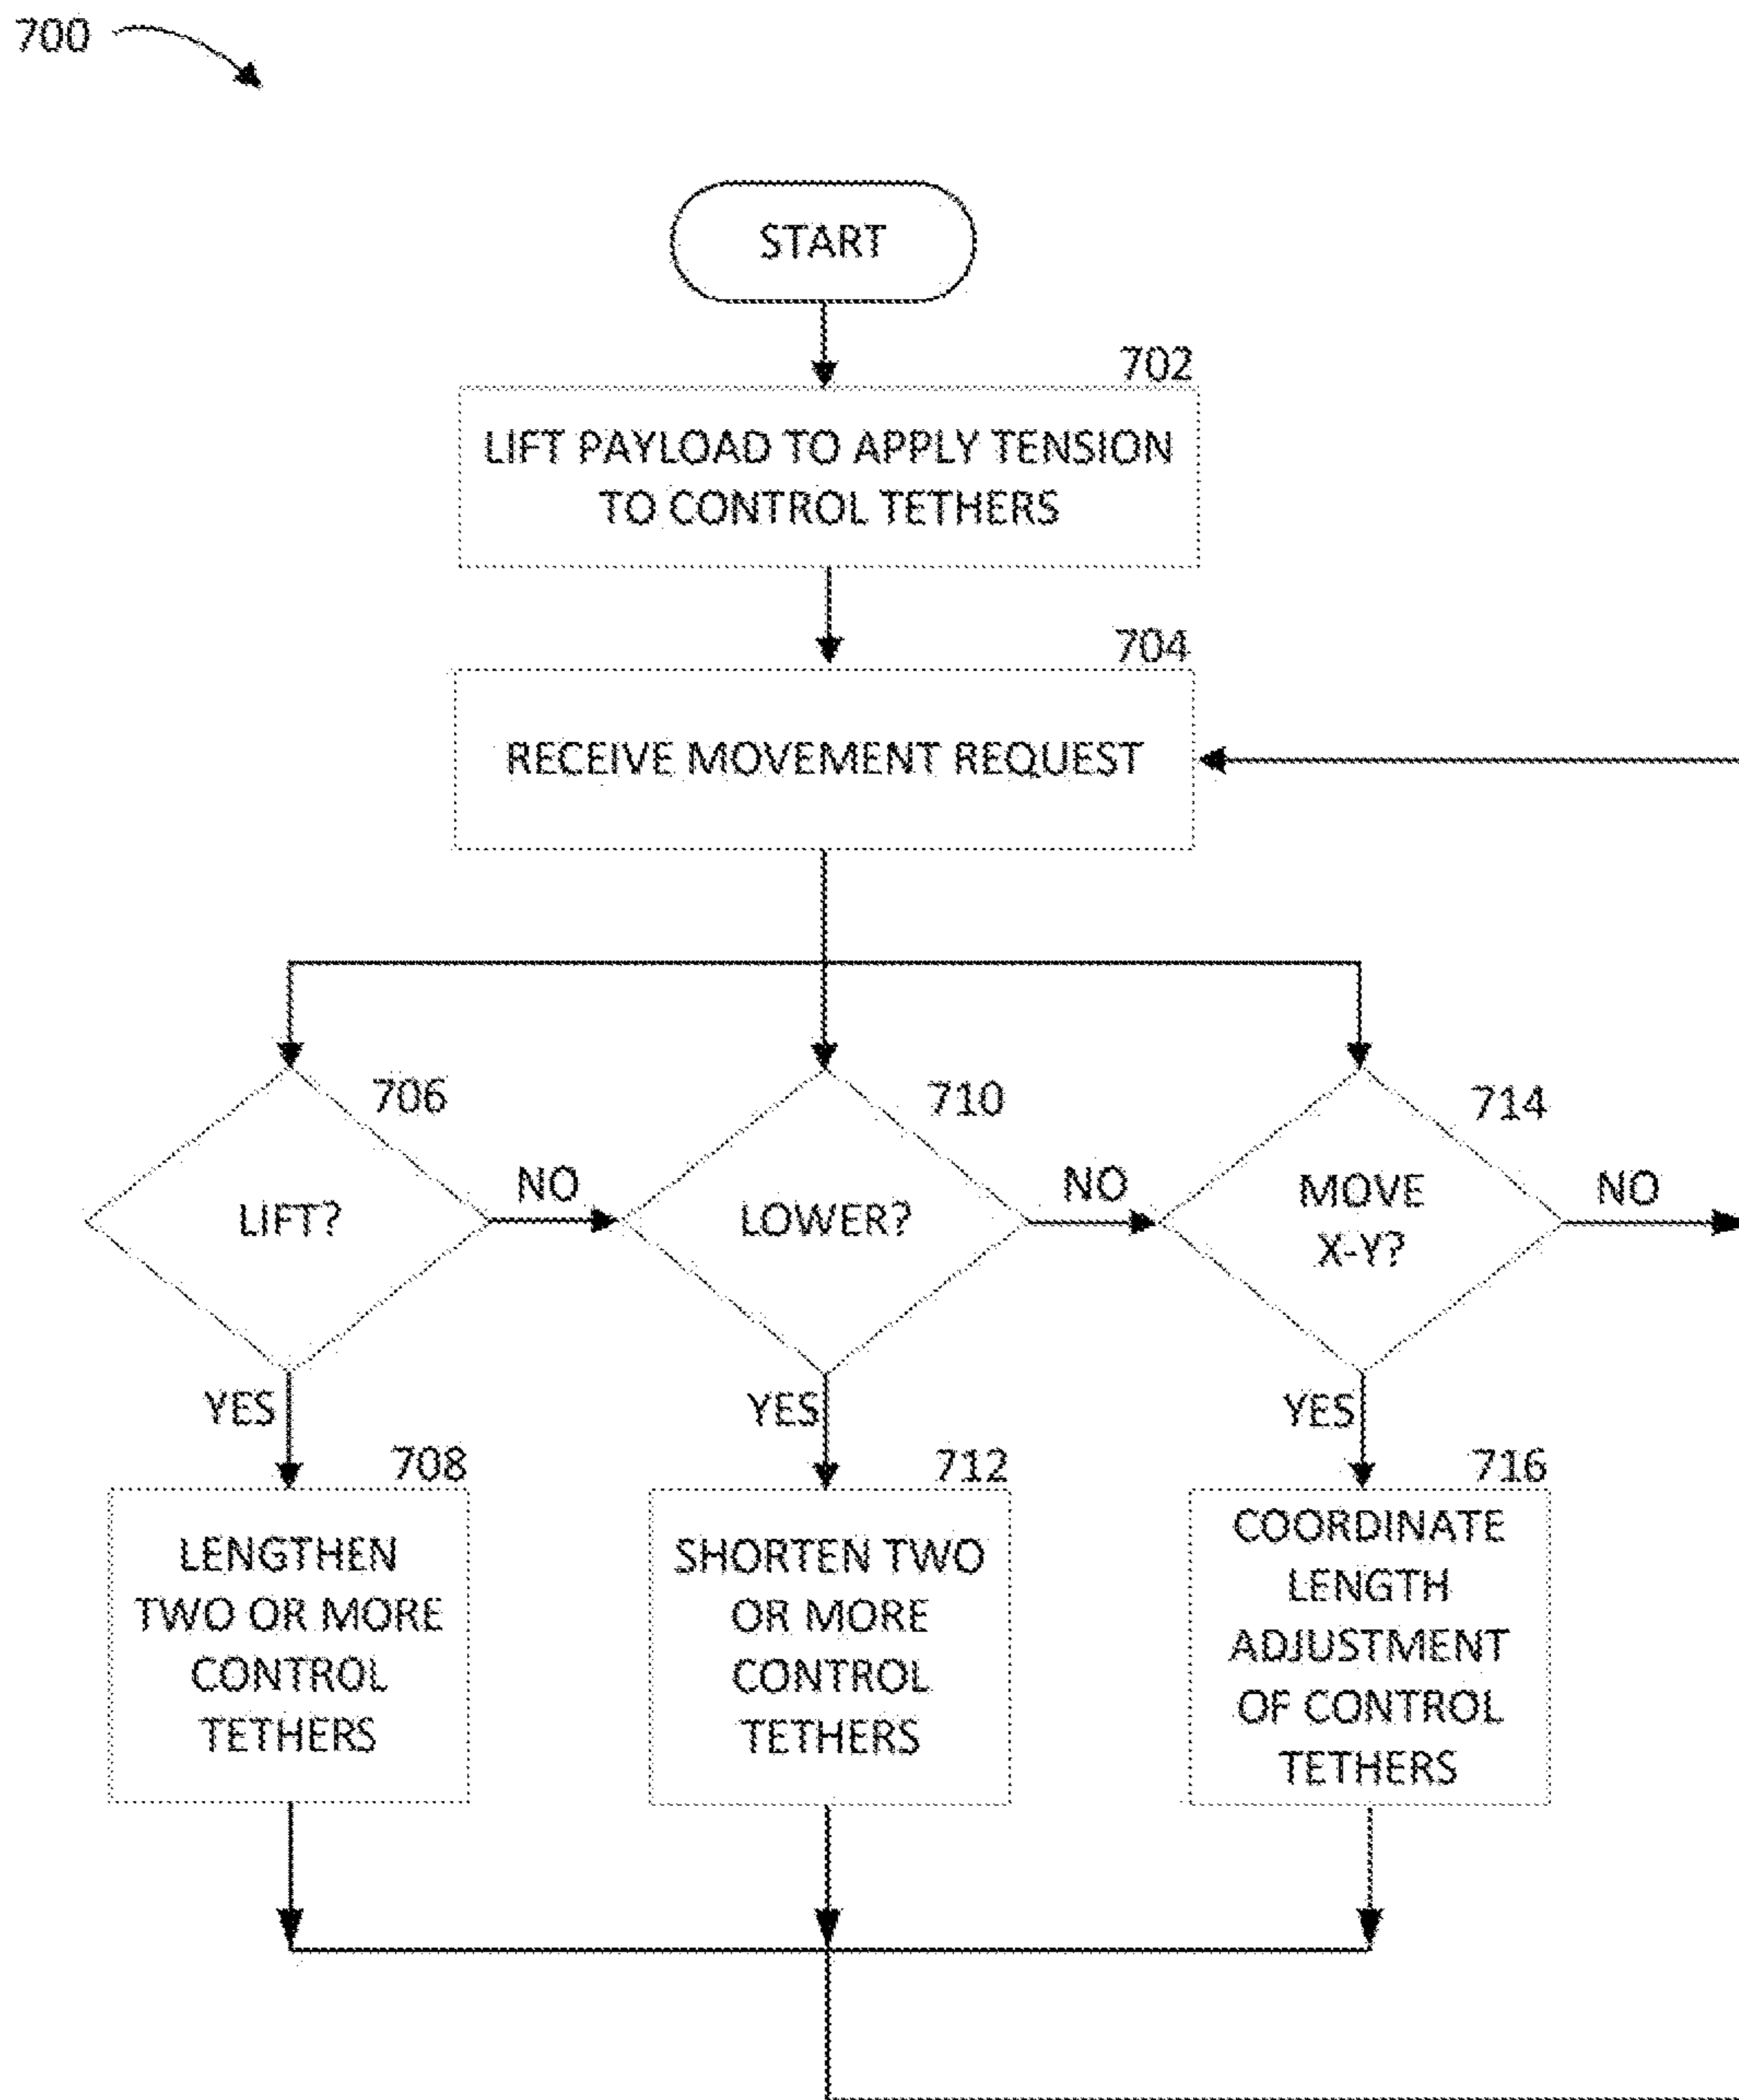 700
START
702
LIFT PAYLOAD TO APPLY TENSION
TO CONTROL TETHERS
704
RECEIVE MOVEMENT REQUEST
706
LIFT?
NO
710
LOWER?
NO
714
MOVE
X-Y?
NO
YES
YES
YES
708
LENGTHEN
TWO OR MORE
CONTROL
TETHERS
712
SHORTEN TWO
OR MORE
CONTROL
TETHERS
716
COORDINATE
LENGTH
ADJUSTMENT
OF CONTROL
TETHERS